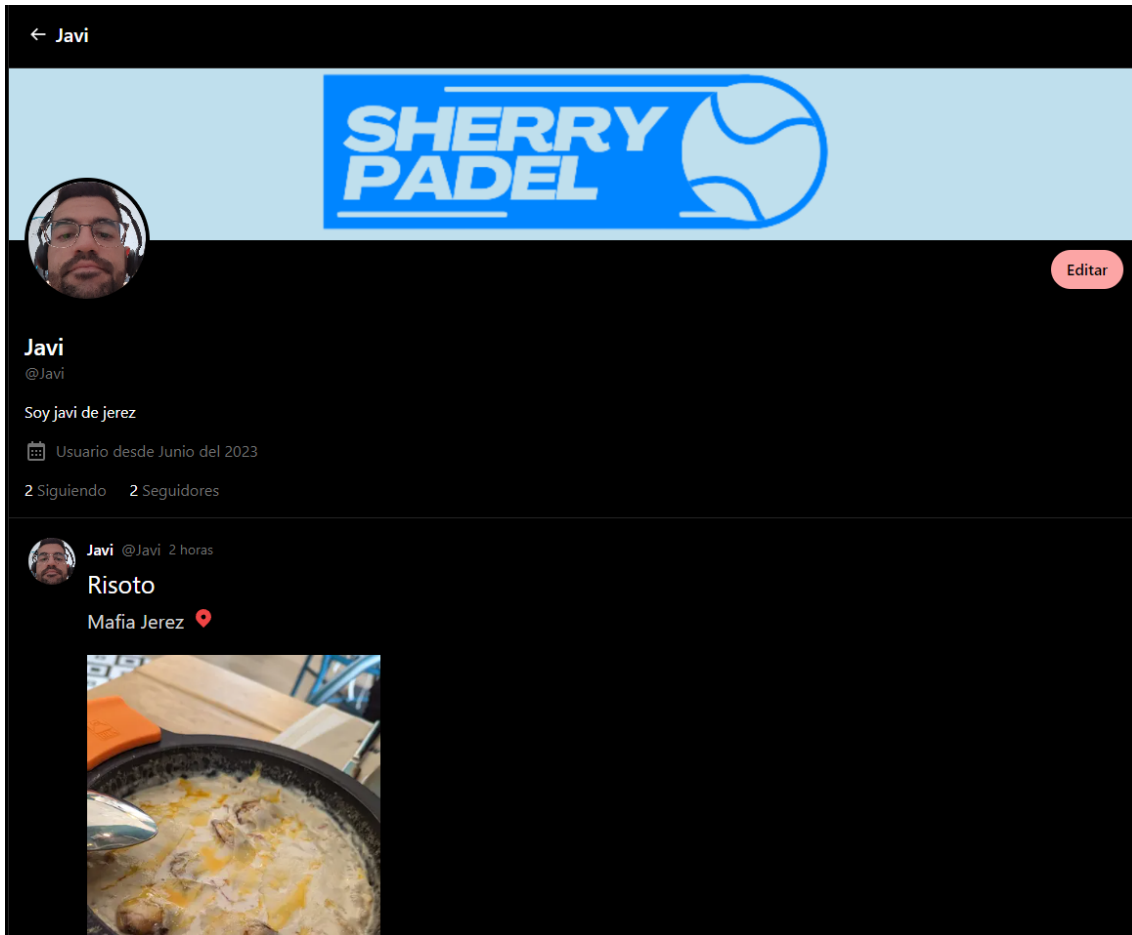 Javi
SHERRY
PADEL
Editar
Javi
@Javi
Soy javi de jerez
Usuario desde Junio del 2023
2 Siguiendo 2 Seguidores
Javi @Javi 2 horas
Risoto
Mafia Jerez